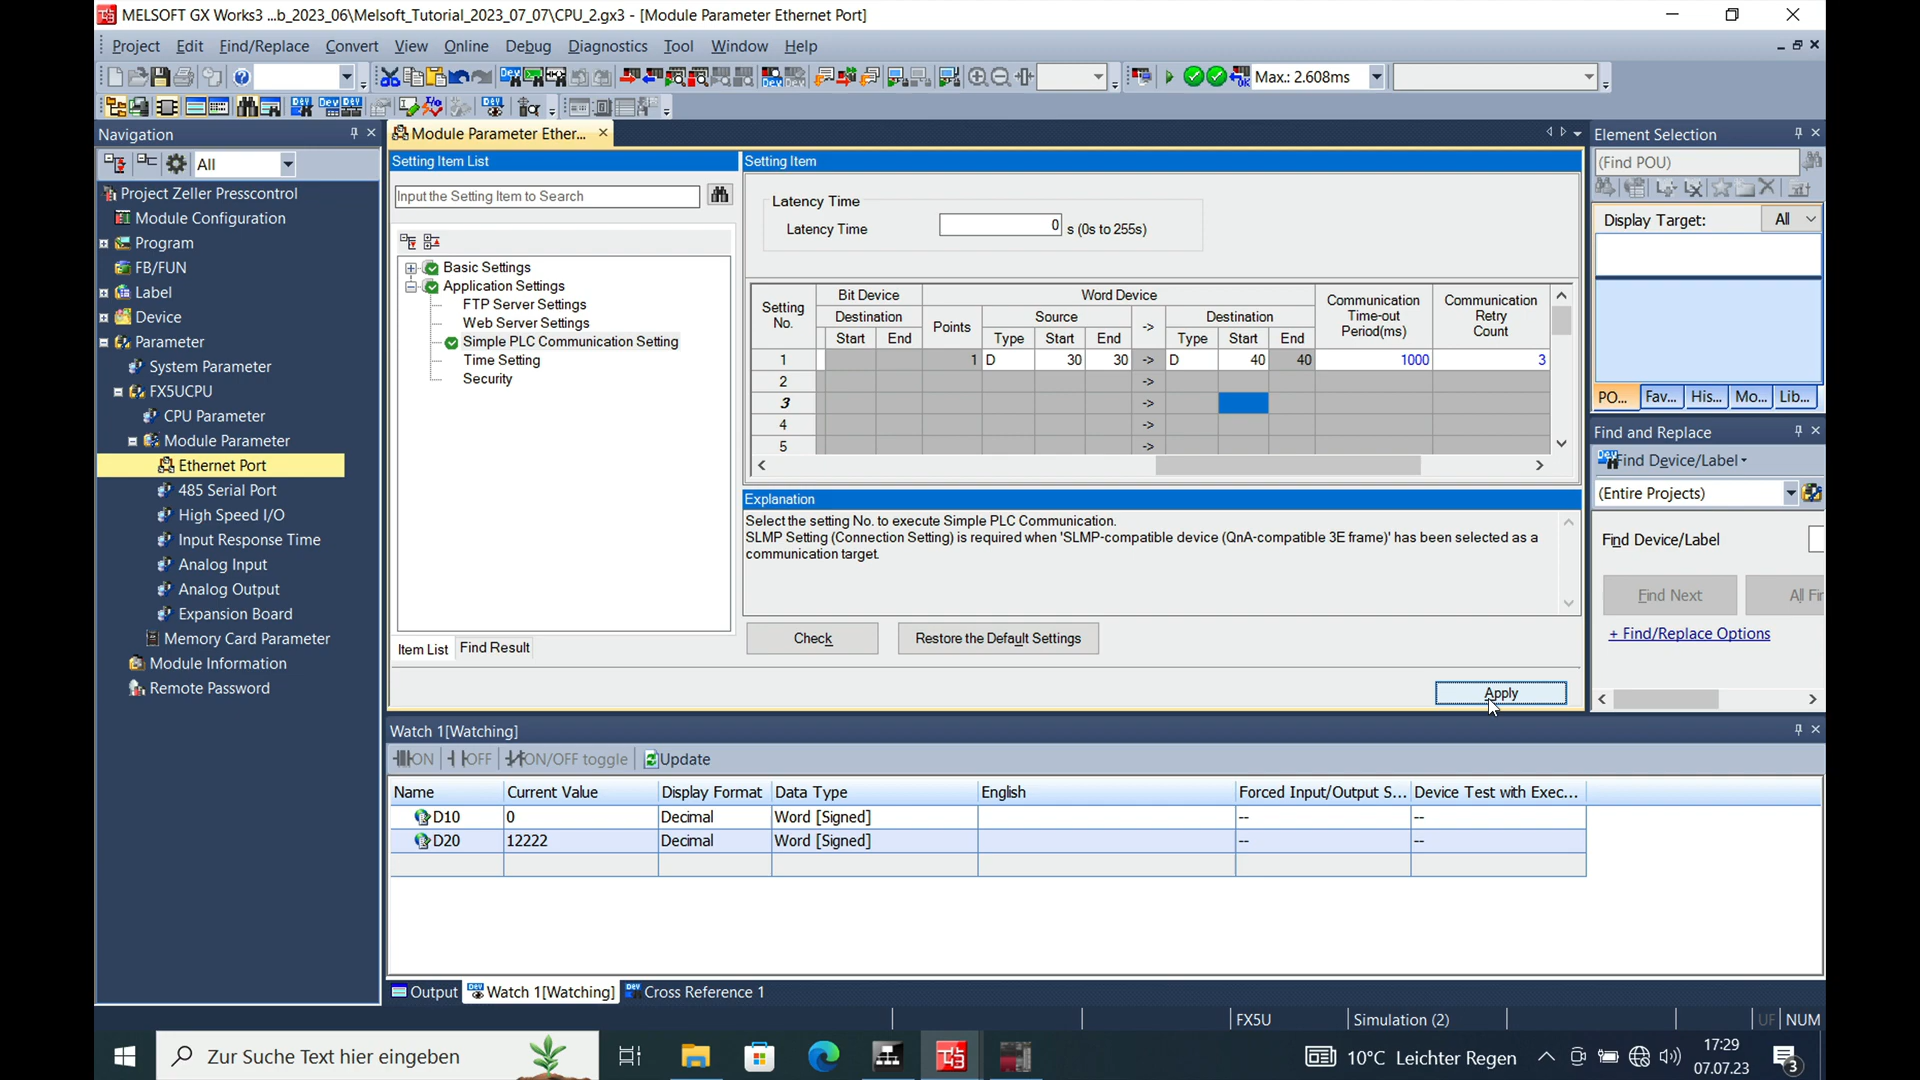 MELSOFT GX Works3 ...b_2023_06\Melsoft_Tutorial_2023_07_07\CPU_2.gx3 - [Module Parameter Ethernet Port]
Project Edit Find/Replace Convert View Online Debug Diagnostics Tool Window Help
Max.: 2.608ms
Navigation
All
Project Zeller Presscontrol
Module Configuration
Program
FB/FUN
Label
Device
Parameter
System Parameter
FX5UCPU
CPU Parameter
Module Parameter
Ethernet Port
485 Serial Port
High Speed I/O
Input Response Time
Analog Input
Analog Output
Expansion Board
Memory Card Parameter
Module Information
Remote Password
Module Parameter Ether...
Setting Item List
Input the Setting Item to Search
Basic Settings
Application Settings
FTP Server Settings
Web Server Settings
Simple PLC Communication Setting
Time Setting
Security
Item List Find Result
Setting Item
Latency Time
Latency Time 0 s (0s to 255s)
Setting No. Bit Device Word Device Communication Time-out Period(ms) Communication Retry Count
Destination Points Source -> Destination
Start End Type Start End Type Start End
1 1 D 30 30 -> D 40 40 1000 3
2 ->
3 ->
4 ->
5 ->
Explanation
Select the setting No. to execute Simple PLC Communication.
SLMP Setting (Connection Setting) is required when 'SLMP-compatible device (QnA-compatible 3E frame)' has been selected as a
communication target.
Check Restore the Default Settings
Apply
Element Selection
(Find POU)
Display Target: All
PO... Fav... His... Mo... Lib...
Find and Replace
Find Device/Label
(Entire Projects)
Find Device/Label
Find Next All Fi
+ Find/Replace Options
Watch 1[Watching]
ON OFF ON/OFF toggle Update
Name Current Value Display Format Data Type English Forced Input/Output S... Device Test with Exec...
D10 0 Decimal Word [Signed] -- --
D20 12222 Decimal Word [Signed] -- --
Output Watch 1[Watching] Cross Reference 1
FX5U Simulation (2) UF NUM
Zur Suche Text hier eingeben
10°C Leichter Regen
17:29
07.07.23
3